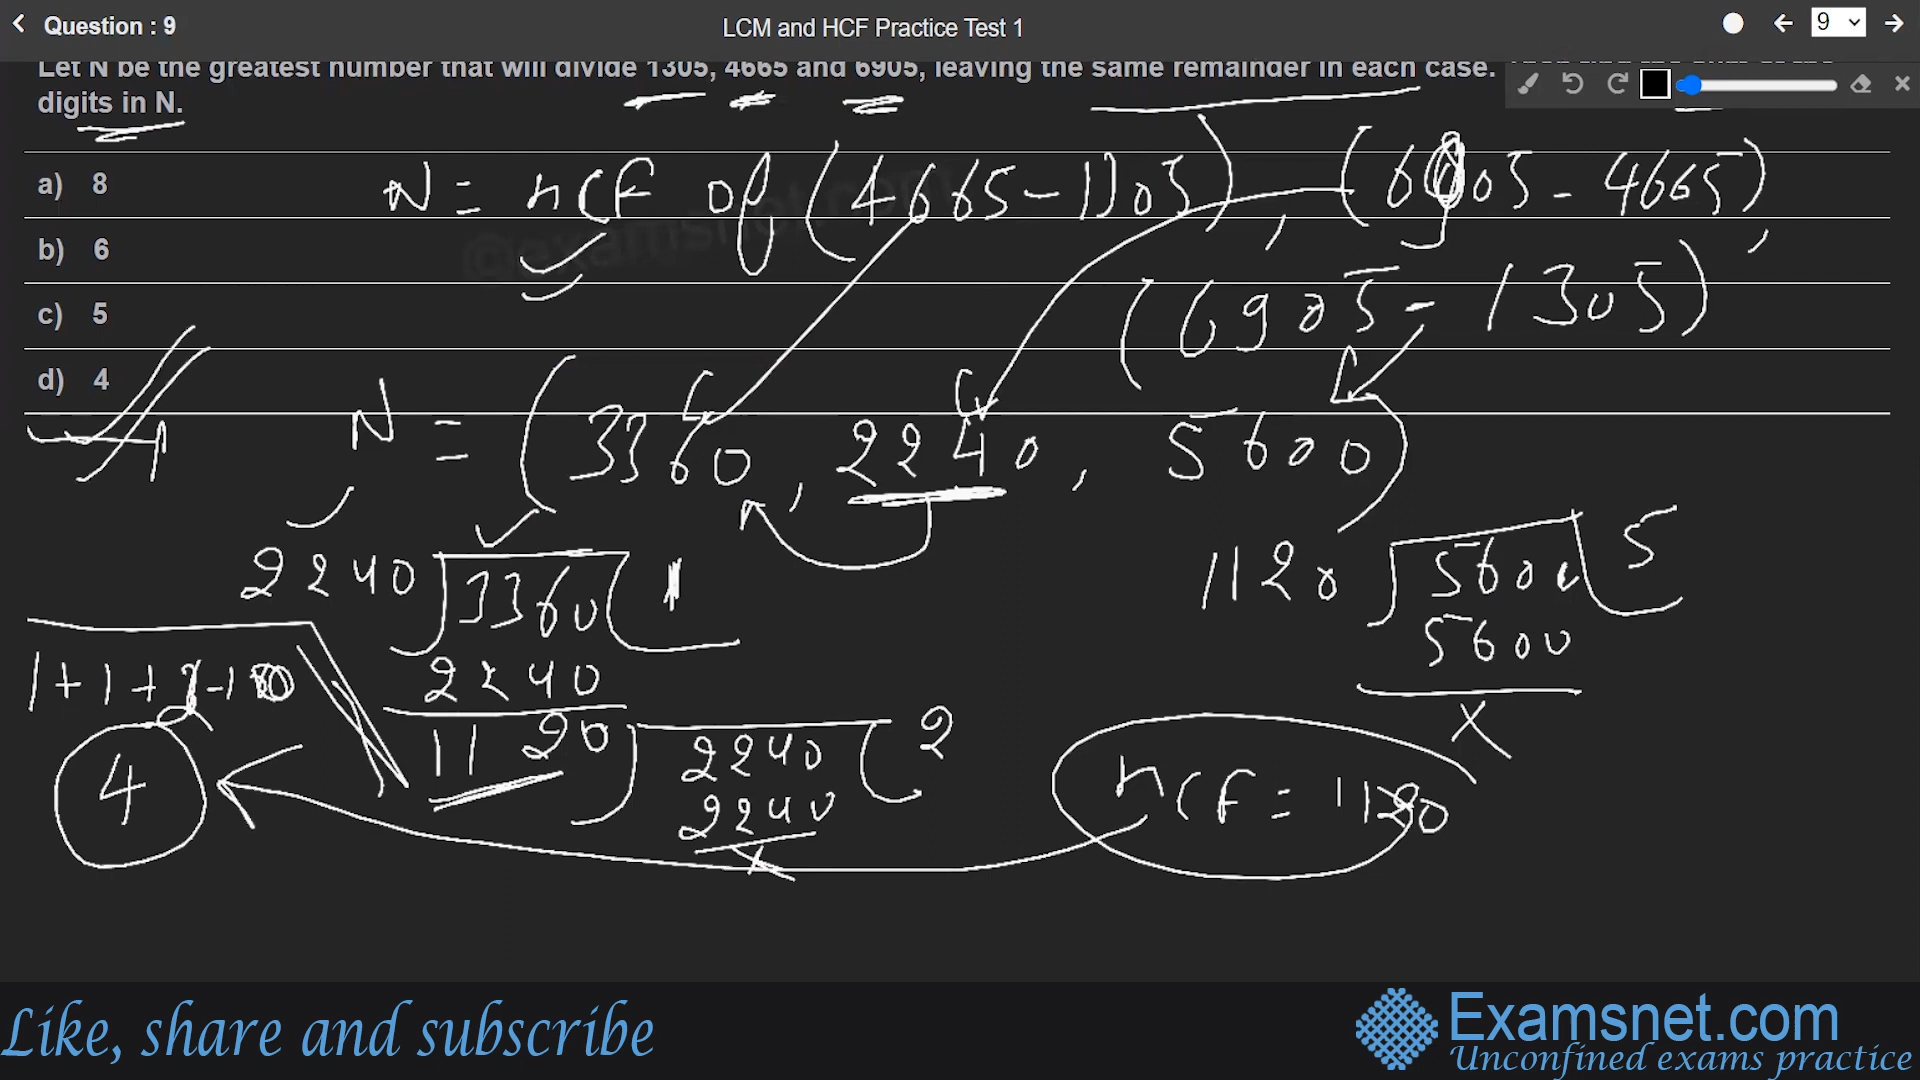 Question : 9
LCM and HCF Practice Test 1
9
Let N be the greatest number that will divide 1305, 4665 and 6905, leaving the same remainder in each case.
digits in N.
a) 8
b) 6
c) 5
d) 4
N = HCF of (4665 - 1305), (6905 - 4665),
(6905 - 1305)
N = (3360, 2240, 5600)
2240 3360 1
2240
1120 2240 2
2240
x
1120 5600 5
5600
x
HCF = 1120
1+1+2+0
4
Like, share and subscribe
Examsnet.com
Unconfined exams practice